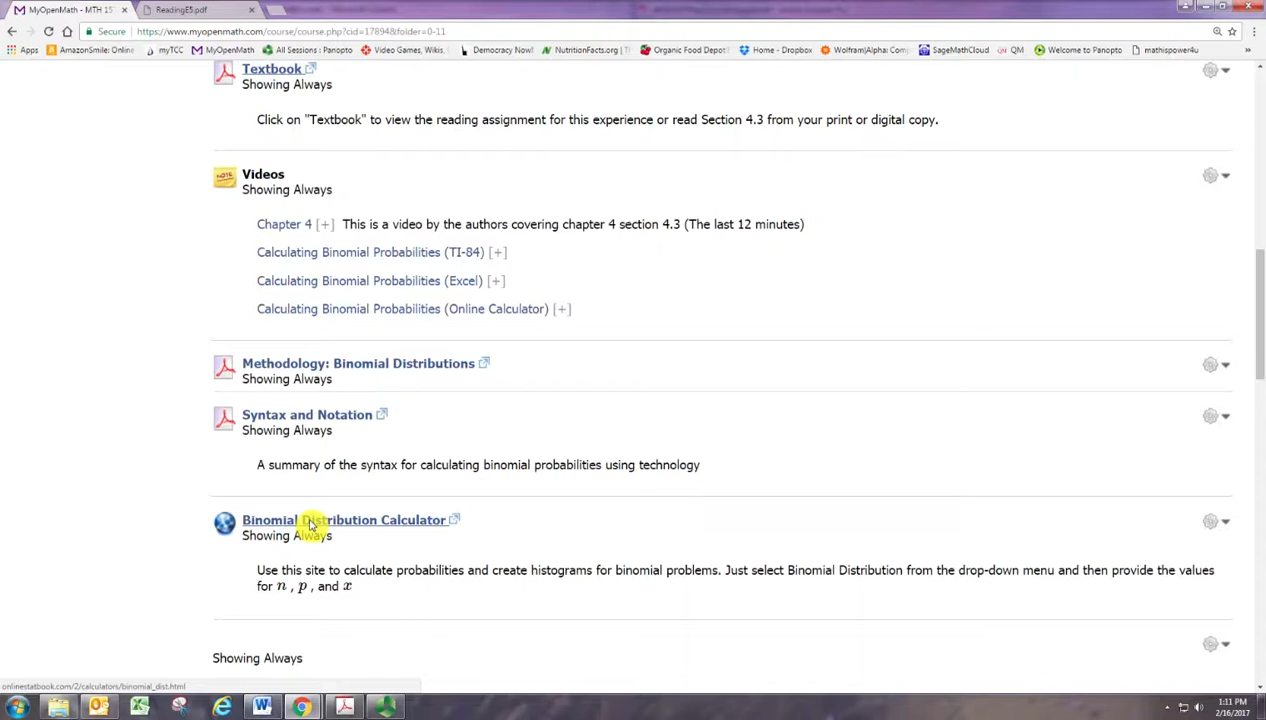 MyOpenMath - MTH 15
ReadingE5.pdf
Secure
https://www.myopenmath.com/course/course.php?cid=17894&folder=0-11
Apps
AmazonSmile: Online
myTCC
MyOpenMath
All Sessions : Panopto
Video Games, Wikis,
Democracy Now!
NutritionFacts.org | T
Organic Food Depot
Home - Dropbox
Wolfram|Alpha: Comp
SageMathCloud
QM
Welcome to Panopto
mathispower4u
Textbook
Showing Always
Click on "Textbook" to view the reading assignment for this experience or read Section 4.3 from your print or digital copy.
NOTE
Videos
Showing Always
Chapter 4 [+] This is a video by the authors covering chapter 4 section 4.3 (The last 12 minutes)
Calculating Binomial Probabilities (TI-84) [+]
Calculating Binomial Probabilities (Excel) [+]
Calculating Binomial Probabilities (Online Calculator) [+]
Methodology: Binomial Distributions
Showing Always
Syntax and Notation
Showing Always
A summary of the syntax for calculating binomial probabilities using technology
Binomial Distribution Calculator
Showing Always
Use this site to calculate probabilities and create histograms for binomial problems. Just select Binomial Distribution from the drop-down menu and then provide the values
for n , p , and x
Showing Always
onlinestatbook.com/2/calculators/binomial_dist.html
1:11 PM
2/16/2017